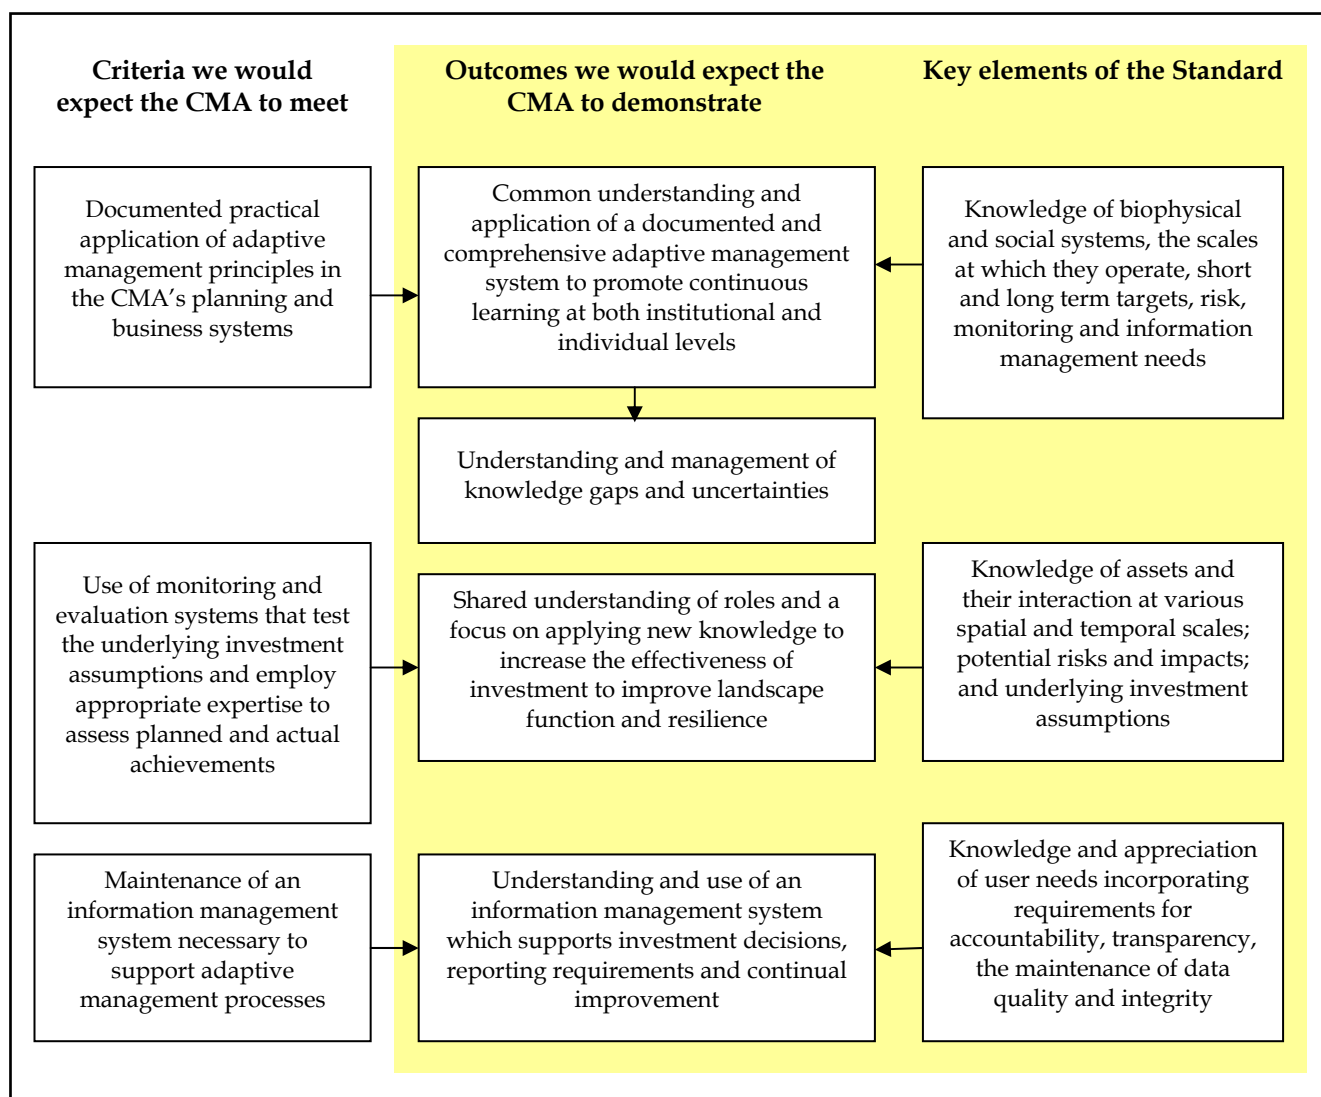 Criteria we would
expect the CMA to meet
Outcomes we would expect the
CMA to demonstrate
Key elements of the Standard
Documented practical
application of adaptive
management principles in
the CMA’s planning and
business systems
Common understanding and
application of a documented and
comprehensive adaptive management
system to promote continuous
learning at both institutional and
individual levels
Knowledge of biophysical
and social systems, the scales
at which they operate, short
and long term targets, risk,
monitoring and information
management needs
Understanding and management of
knowledge gaps and uncertainties
Use of monitoring and
evaluation systems that test
the underlying investment
assumptions and employ
appropriate expertise to
assess planned and actual
achievements
Shared understanding of roles and a
focus on applying new knowledge to
increase the effectiveness of
investment to improve landscape
function and resilience
Knowledge of assets and
their interaction at various
spatial and temporal scales;
potential risks and impacts;
and underlying investment
assumptions
Maintenance of an
information management
system necessary to
support adaptive
management processes
Understanding and use of an
information management system
which supports investment decisions,
reporting requirements and continual
improvement
Knowledge and appreciation
of user needs incorporating
requirements for
accountability, transparency,
the maintenance of data
quality and integrity